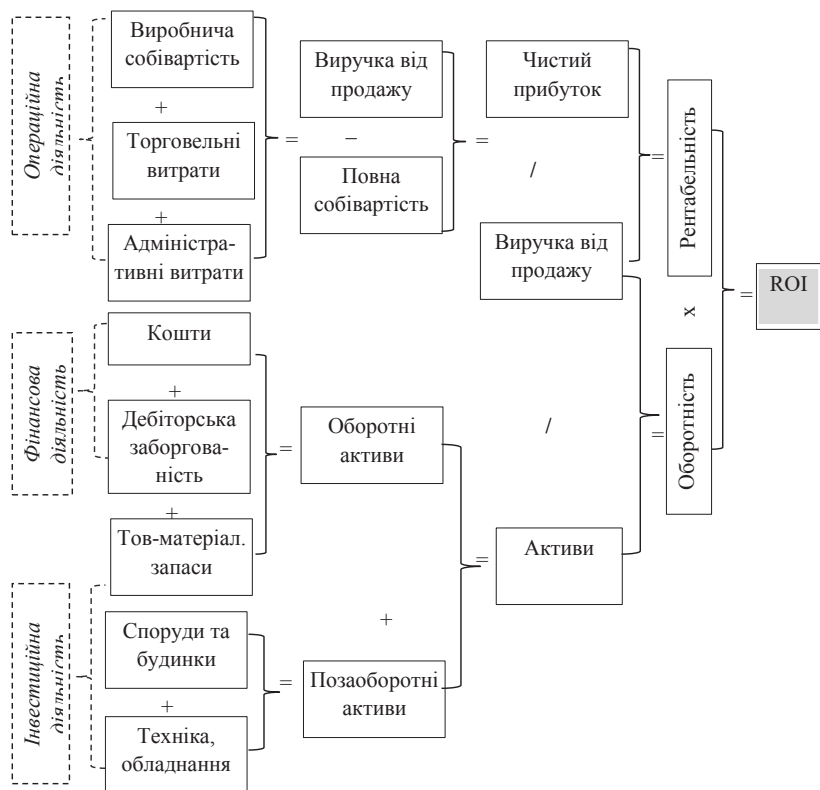 Операційна
діяльність
Виробнича
собівартість
+
Торговельні
витрати
+
Адміністра-
тивні витрати
=
Виручка від
продажу
–
Повна
собівартість
=
Чистий
прибуток
/
Виручка від
продажу
=
Рентабельність
х
Оборотність
=
ROI
Фінансова
діяльність
Кошти
+
Дебіторська
заборгова-
ність
+
Тов-матеріал.
запаси
=
Оборотні
активи
/
=
Активи
=
+
Інвестиційна
діяльність
Споруди та
будинки
+
Техніка,
обладнання
=
Позаоборотні
активи